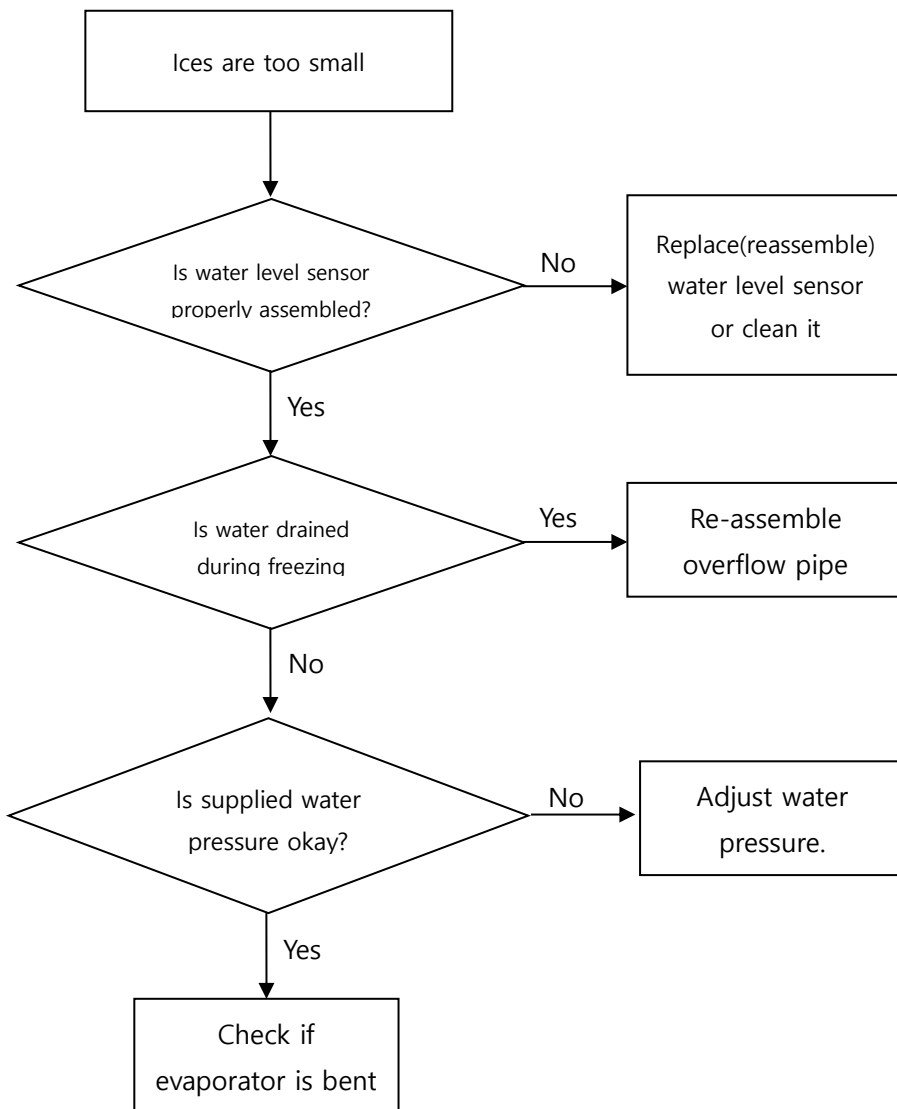 Ices are too small
Is water level sensor
properly assembled?
No
Replace(reassemble)
water level sensor
or clean it
Yes
Is water drained
during freezing
Yes
Re-assemble
overflow pipe
No
Is supplied water
pressure okay?
No
Adjust water
pressure.
Yes
Check if
evaporator is bent